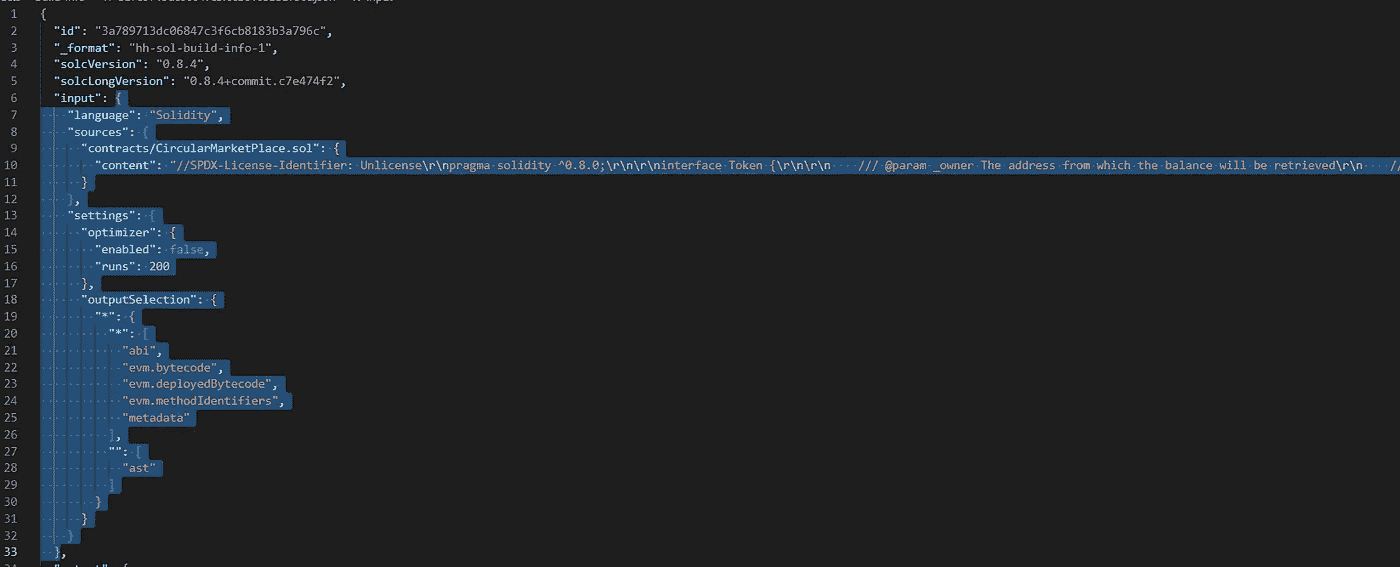 1 {
2 "id": "3a789713dc06847c3f6cb8183b3a796c",
3 "_format": "hh-sol-build-info-1",
4 "solcVersion": "0.8.4",
5 "solcLongVersion": "0.8.4+commit.c7e474f2",
6 "input": {
7 "language": "Solidity",
8 "sources": {
9 "contracts/CircularMarketPlace.sol": {
10 "content": "//SPDX-License-Identifier: Unlicense\r\npragma solidity ^0.8.0;\r\n\r\ninterface Token {\r\n\r\n    /// @param _owner The address from which the balance will be retrieved\r\n    //
11 }
12 },
13 "settings": {
14 "optimizer": {
15 "enabled": false,
16 "runs": 200
17 },
18 "outputSelection": {
19 "*": {
20 "*": [
21 "abi",
22 "evm.bytecode",
23 "evm.deployedBytecode",
24 "evm.methodIdentifiers",
25 "metadata"
26 ],
27 "": [
28 "ast"
29 ]
30 }
31 }
32 }
33 },